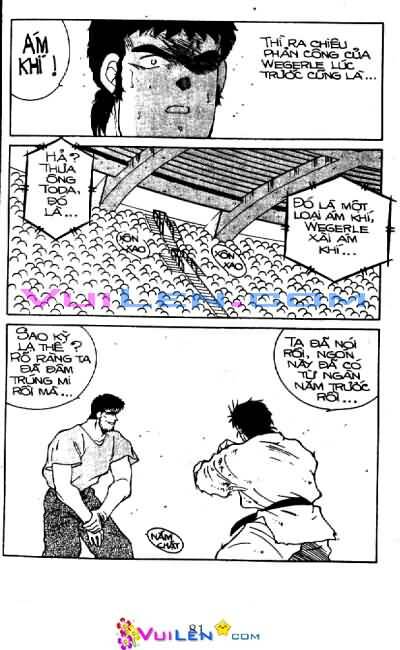 ÁM
KHÍ!
THÌ RA CHIÊU
PHẢN CÔNG CỦA
WEGERLE LÚC
TRƯỚC CŨNG LÀ...
HẢ?
THƯA
ÔNG
TODA,
ĐÓ
LÀ...
ĐÓ LÀ MỘT
LOẠI ÁM KHÍ,
WEGERLE
XÀI ÁM
KHÍ...
XÔN
XAO
XÔN
XAO
VUILEN.COM
SAO KỲ
LẠ THẾ?
RÕ RÀNG TA
ĐÃ ĐÂM
TRÚNG MI
RỒI MÀ...
TA ĐÃ NÓI
RỒI, NGÓN
NÀY ĐÃ CÓ
TỪ NGÀN
NĂM TRƯỚC
RỒI...
NẮM
CHẶT
81
VUILEN.COM